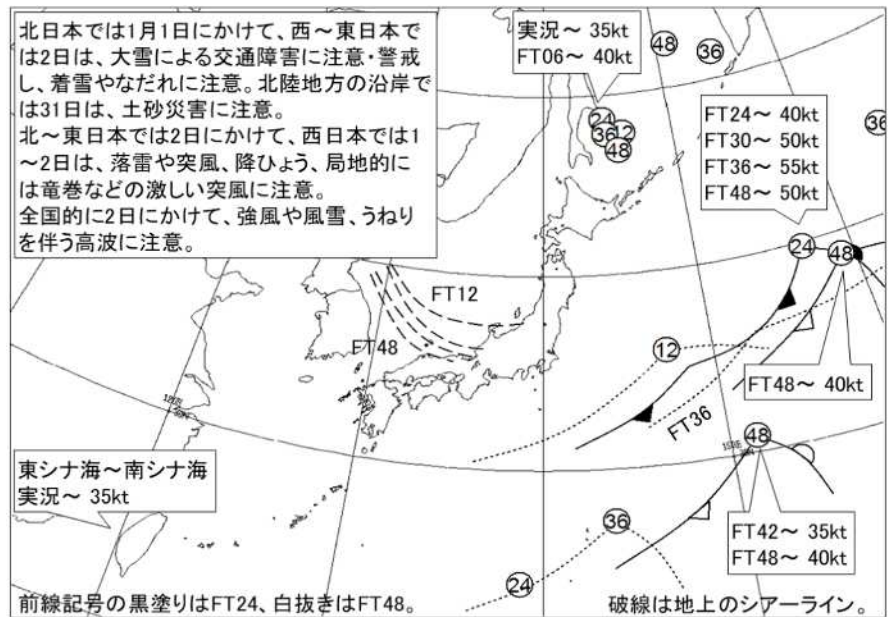 北日本では1月1日にかけて、西～東日本で
は2日は、大雪による交通障害に注意・警戒
し、着雪やなだれに注意。北陸地方の沿岸で
は31日は、土砂災害に注意。
北～東日本では2日にかけて、西日本では1
～2日は、落雷や突風、降ひょう、局地的に
は竜巻などの激しい突風に注意。
全国的に2日にかけて、強風や風雪、うねり
を伴う高波に注意。
実況～ 35kt
FT06～ 40kt
48
36
24
36
12
48
36
FT24～ 40kt
FT30～ 50kt
FT36～ 55kt
FT48～ 50kt
24
48
FT12
FT48
12
FT48～ 40kt
FT36
48
東シナ海～南シナ海
実況～ 35kt
36
FT42～ 35kt
FT48～ 40kt
24
前線記号の黒塗りはFT24、白抜きはFT48。
破線は地上のシアーライン。